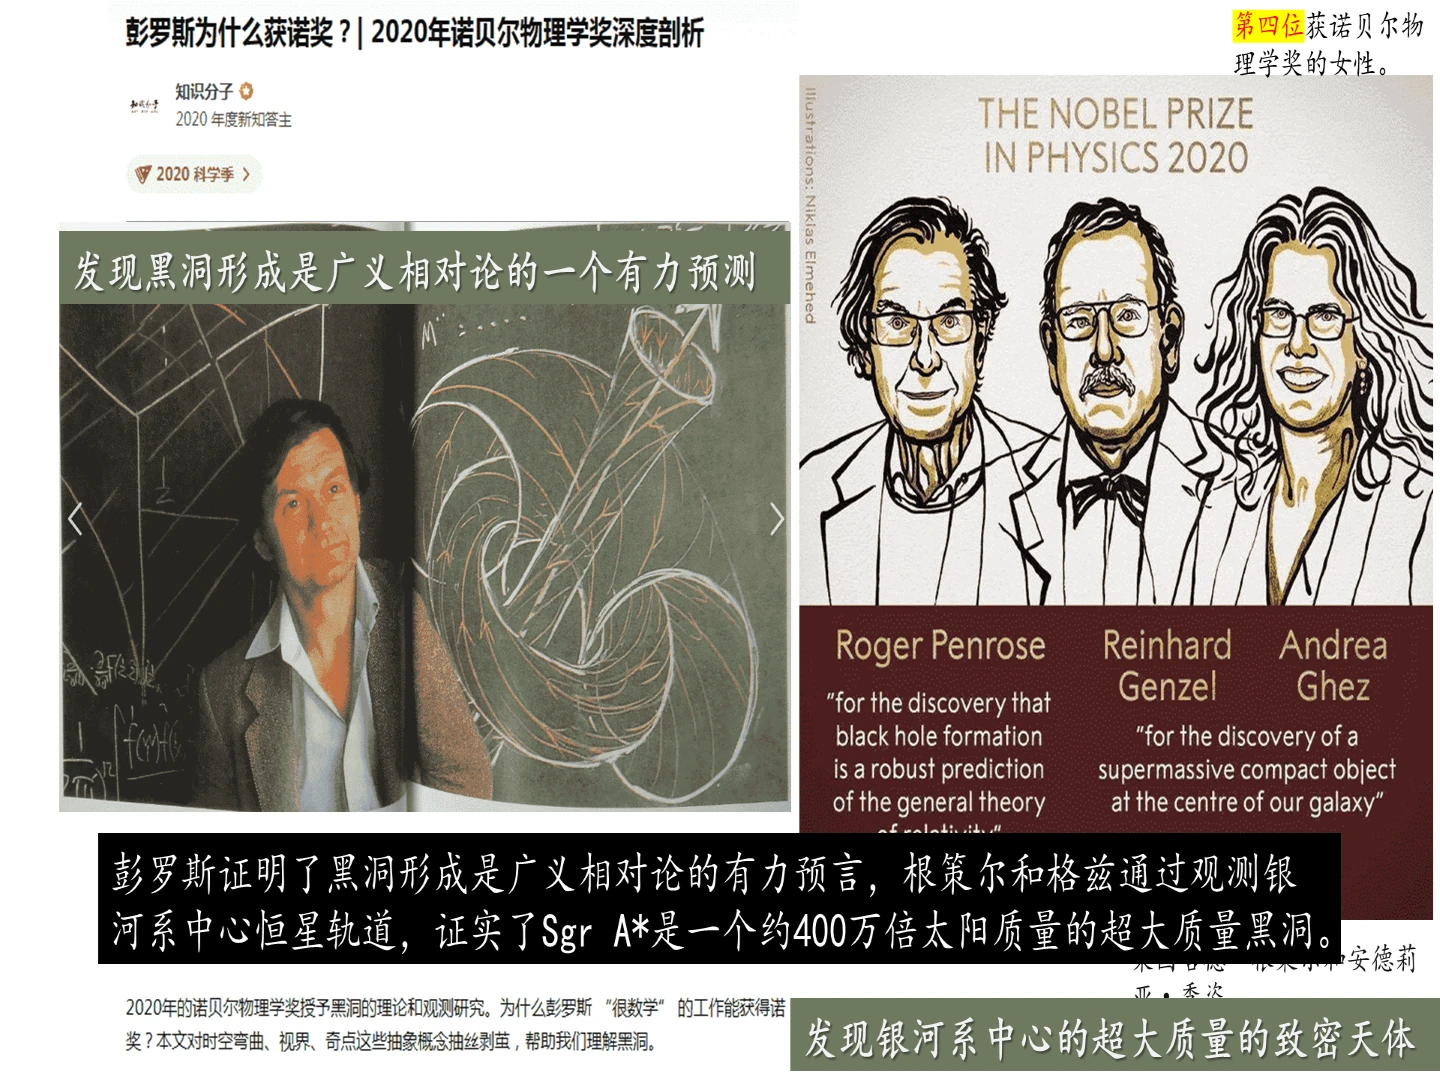 彭罗斯为什么获诺奖？| 2020年诺贝尔物理学奖深度剖析
知识分子
2020 年度新知答主
2020 科学季
发现黑洞形成是广义相对论的一个有力预测
第四位获诺贝尔物
理学奖的女性。
Illustrations: Niklas Elmehed
THE NOBEL PRIZE
IN PHYSICS 2020
Roger Penrose
"for the discovery that
black hole formation
is a robust prediction
of the general theory
of relativity"
Reinhard
Genzel
Andrea
Ghez
"for the discovery of a
supermassive compact object
at the centre of our galaxy"
彭罗斯证明了黑洞形成是广义相对论的有力预言，根策尔和格兹通过观测银
河系中心恒星轨道，证实了Sgr A*是一个约400万倍太阳质量的超大质量黑洞。
和安德莉
2020年的诺贝尔物理学奖授予黑洞的理论和观测研究。为什么彭罗斯 “很数学” 的工作能获得诺
奖？本文对时空弯曲、视界、奇点这些抽象概念抽丝剥茧，帮助我们理解黑洞。
发现银河系中心的超大质量的致密天体